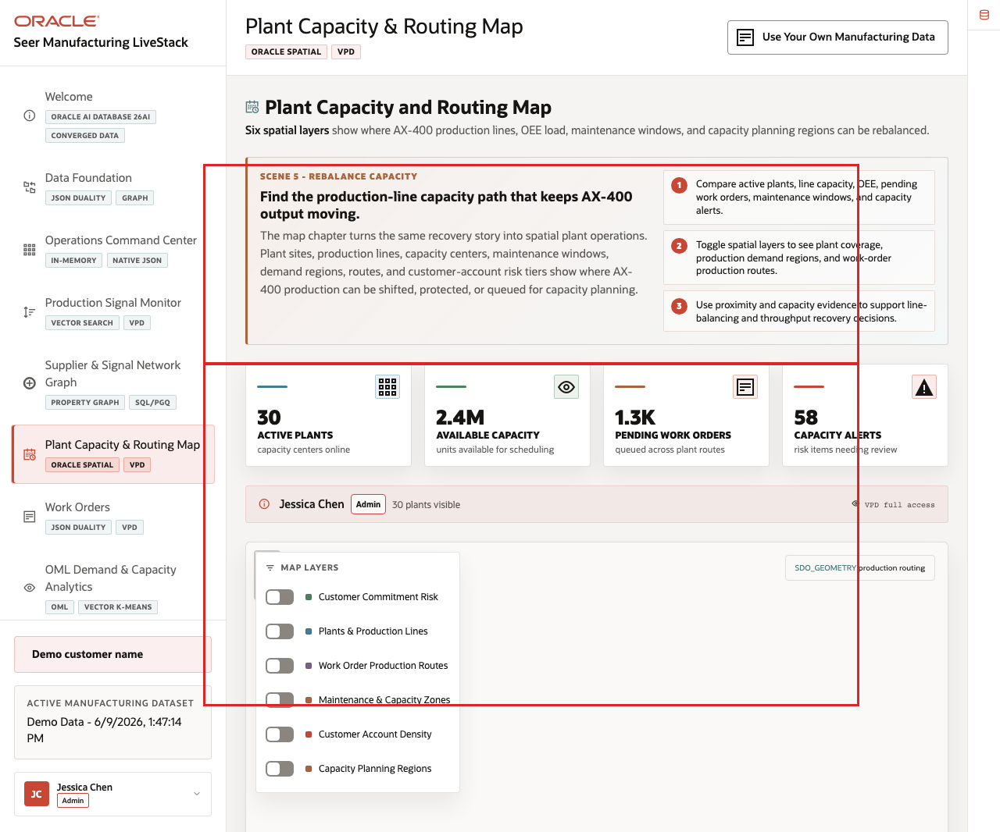 ORACLE
Seer Manufacturing LiveStack
Welcome
ORACLE AI DATABASE 26AI
CONVERGED DATA
Data Foundation
JSON DUALITY
GRAPH
Operations Command Center
IN-MEMORY
NATIVE JSON
Production Signal Monitor
VECTOR SEARCH
VPD
Supplier & Signal Network
Graph
PROPERTY GRAPH
SQL/PGQ
Plant Capacity & Routing Map
ORACLE SPATIAL
VPD
Work Orders
JSON DUALITY
VPD
OML Demand & Capacity
Analytics
OML
VECTOR K-MEANS
Demo customer name
ACTIVE MANUFACTURING DATASET
Demo Data - 6/9/2026, 1:47:14
PM
JC
Jessica Chen
Admin
Plant Capacity & Routing Map
ORACLE SPATIAL
VPD
Use Your Own Manufacturing Data
Plant Capacity and Routing Map
Six spatial layers show where AX-400 production lines, OEE load, maintenance windows, and capacity planning regions can be rebalanced.
SCENE 5 - REBALANCE CAPACITY
Find the production-line capacity path that keeps AX-400
output moving.
The map chapter turns the same recovery story into spatial plant operations.
Plant sites, production lines, capacity centers, maintenance windows,
demand regions, routes, and customer-account risk tiers show where AX-
400 production can be shifted, protected, or queued for capacity planning.
1
Compare active plants, line capacity, OEE, pending
work orders, maintenance windows, and capacity
alerts.
2
Toggle spatial layers to see plant coverage,
production demand regions, and work-order
production routes.
3
Use proximity and capacity evidence to support line-
balancing and throughput recovery decisions.
30
ACTIVE PLANTS
capacity centers online
2.4M
AVAILABLE CAPACITY
units available for scheduling
1.3K
PENDING WORK ORDERS
queued across plant routes
58
CAPACITY ALERTS
risk items needing review
Jessica Chen
Admin
30 plants visible
VPD full access
MAP LAYERS
Customer Commitment Risk
Plants & Production Lines
Work Order Production Routes
Maintenance & Capacity Zones
Customer Account Density
Capacity Planning Regions
SDO_GEOMETRY production routing